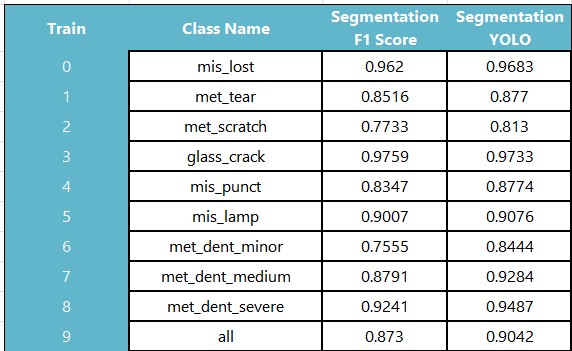 Train Class Name Segmentation F1 Score Segmentation YOLO
0 mis_lost 0.962 0.9683
1 met_tear 0.8516 0.877
2 met_scratch 0.7733 0.813
3 glass_crack 0.9759 0.9733
4 mis_punct 0.8347 0.8774
5 mis_lamp 0.9007 0.9076
6 met_dent_minor 0.7555 0.8444
7 met_dent_medium 0.8791 0.9284
8 met_dent_severe 0.9241 0.9487
9 all 0.873 0.9042